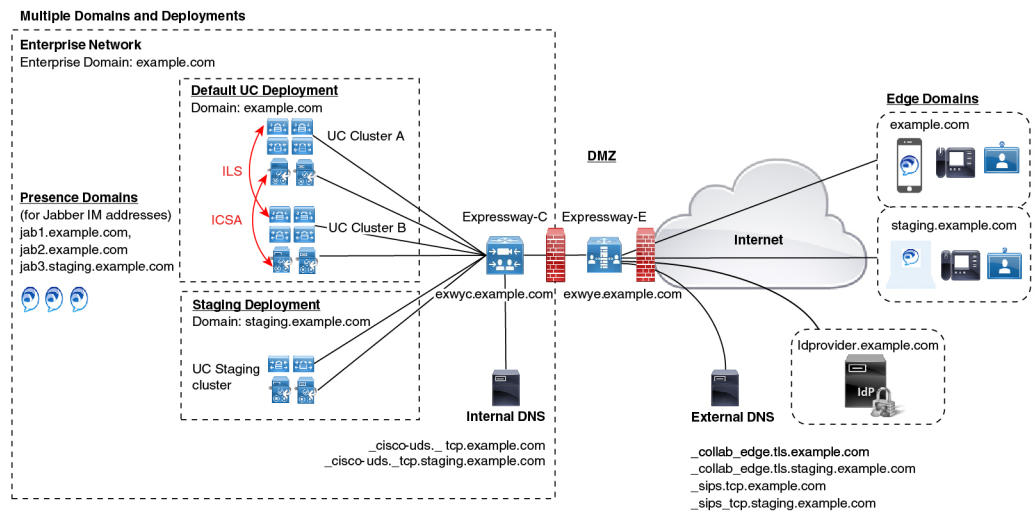 Multiple Domains and Deployments
Enterprise Network
Enterprise Domain: example.com
Default UC Deployment
Domain: example.com
UC Cluster A
ILS
ICSA
UC Cluster B
Presence Domains
(for Jabber IM addresses)
jab1.example.com,
jab2.example.com
jab3.staging.example.com
Staging Deployment
Domain: staging.example.com
UC Staging
cluster
Expressway-C
exwyc.example.com
Internal DNS
_cisco-uds._ tcp.example.com
_cisco-uds._tcp.staging.example.com
DMZ
Expressway-E
exwye.example.com
Internet
External DNS
_collab_edge.tls.example.com
_collab_edge.tls.staging.example.com
_sips.tcp.example.com
_sips_tcp.staging.example.com
Edge Domains
example.com
staging.example.com
Idprovider.example.com
IdP